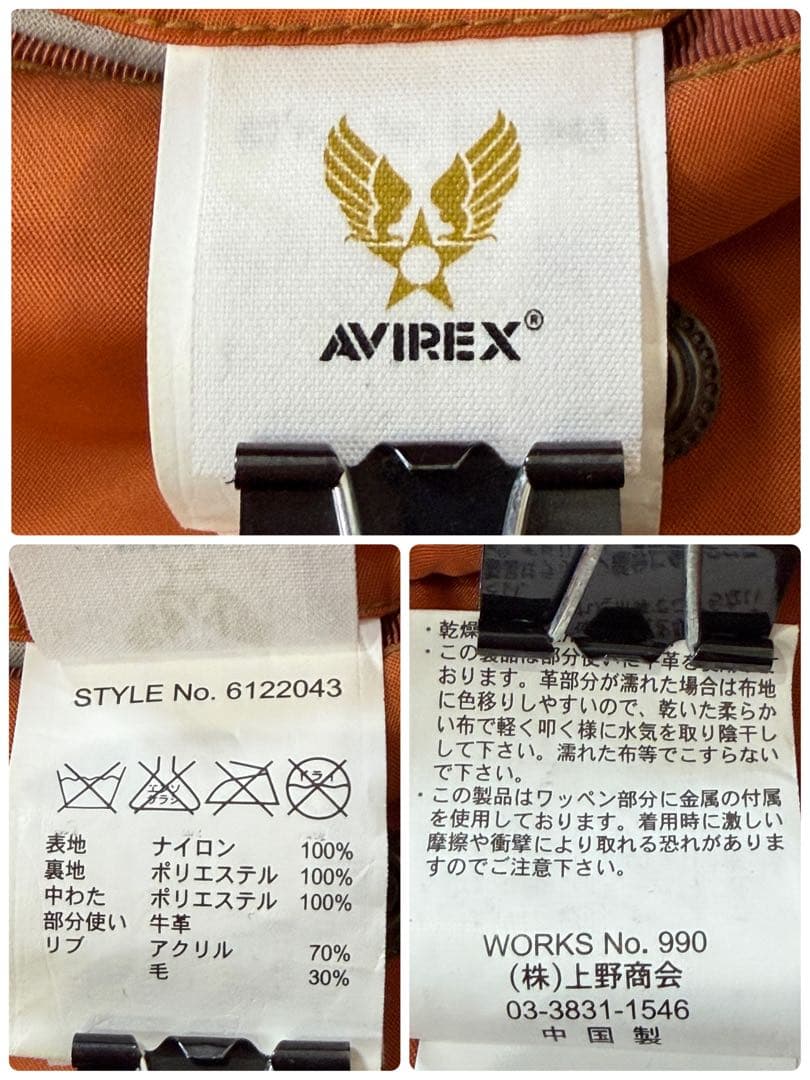 AVIREX®
STYLE No. 6122043
エンソ
サラシ
ドライ
表地 ナイロン 100%
裏地 ポリエステル 100%
中わた ポリエステル 100%
部分使い 牛革
リブ アクリル 70%
毛 30%
・乾燥
・この製品は部分使いに牛革を
おります。革部分が濡れた場合は布地
に色移りしやすいので、乾いた柔らか
い布で軽く叩く様に水気を取り陰干し
して下さい。濡れた布等でこすらない
で下さい。
・この製品はワッペン部分に金属の付属
を使用しております。着用時に激しい
摩擦や衝壁により取れる恐れがありま
すのでご注意下さい。
WORKS No. 990
(株)上野商会
03-3831-1546
中国製